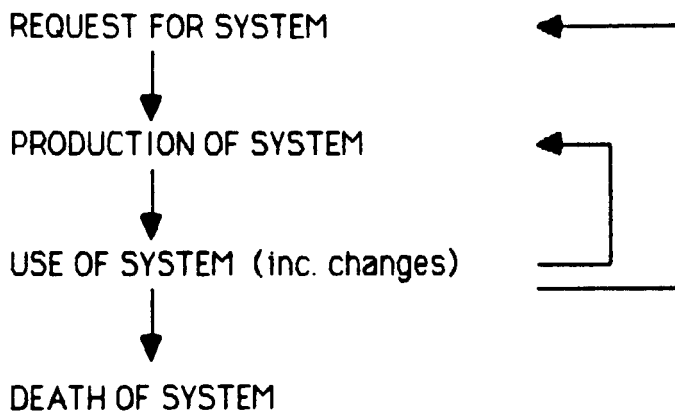 REQUEST FOR SYSTEM
PRODUCTION OF SYSTEM
USE OF SYSTEM (inc. changes)
DEATH OF SYSTEM